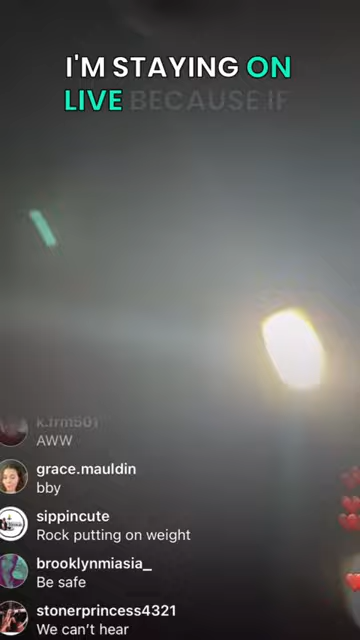 I'M STAYING ON
LIVE BECAUSE IF
k.frm501
AWW
grace.mauldin
bby
sippincute
Rock putting on weight
brooklynmiasia_
Be safe
stonerprincess4321
We can't hear